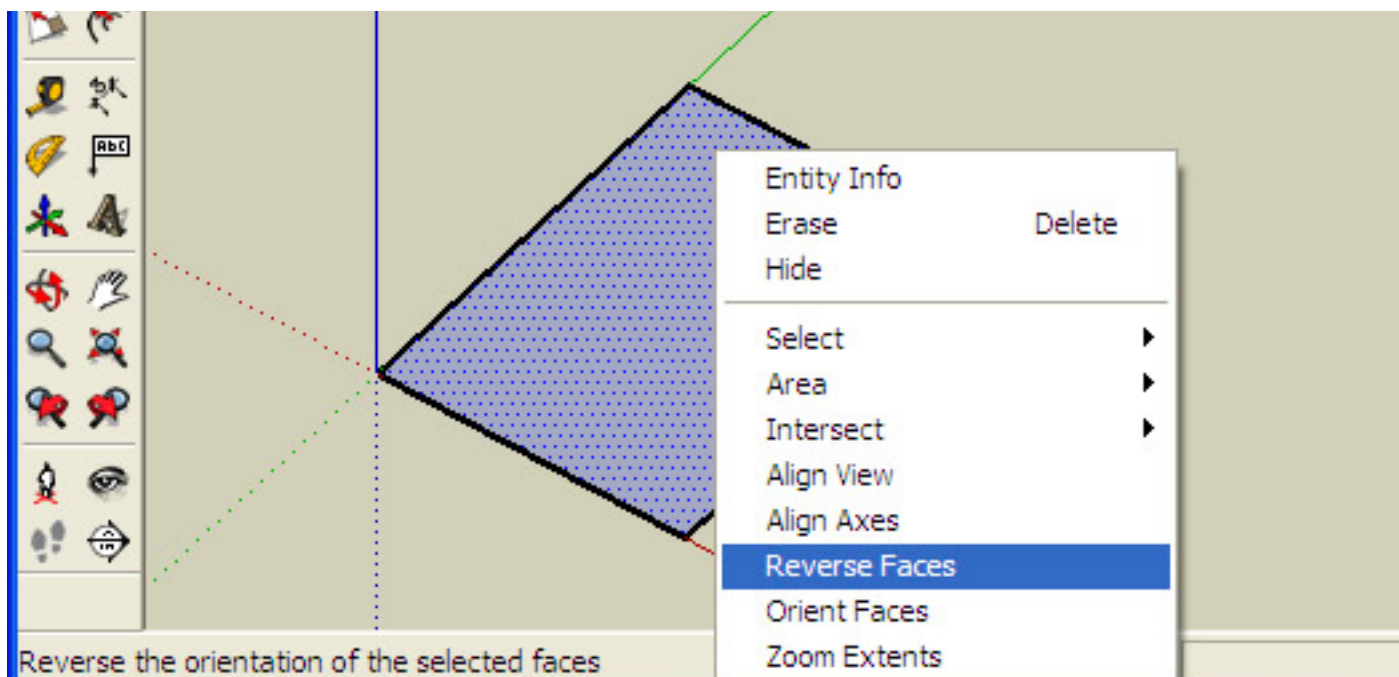 ABC
Entity Info
Erase Delete
Hide
Select
Area
Intersect
Align View
Align Axes
Reverse Faces
Orient Faces
Zoom Extents
Reverse the orientation of the selected faces